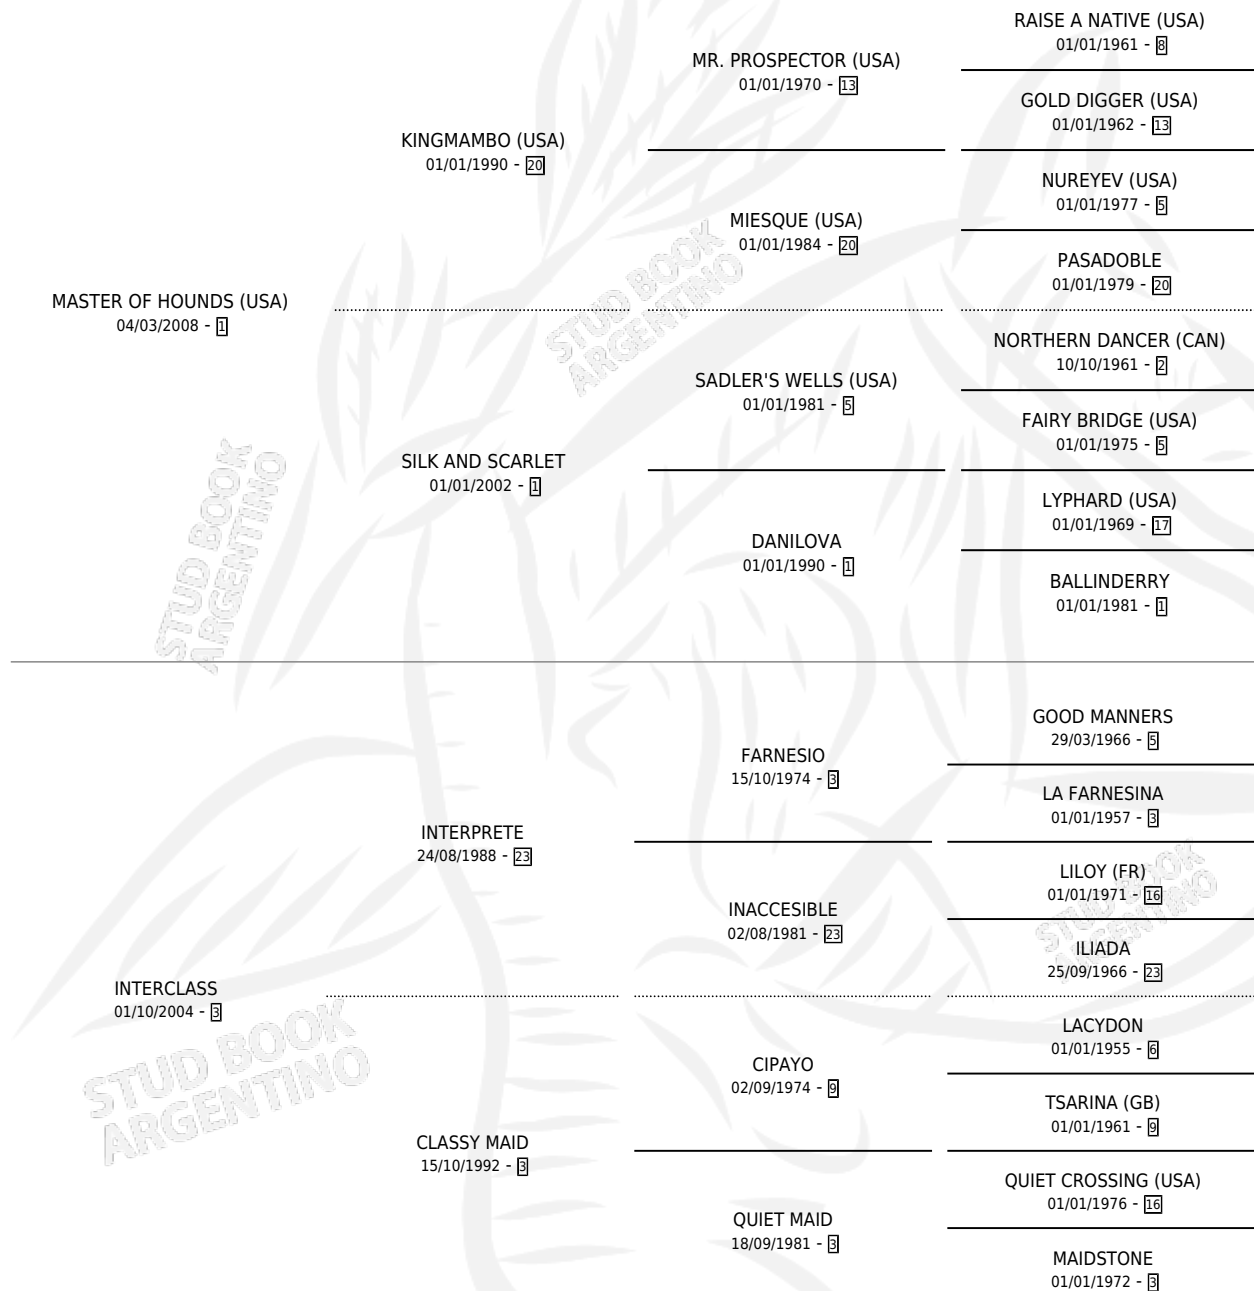 RAISE A NATIVE (USA)
01/01/1961 - 8
MR. PROSPECTOR (USA)
01/01/1970 - 13
GOLD DIGGER (USA)
01/01/1962 - 13
KINGMAMBO (USA)
01/01/1990 - 20
NUREYEV (USA)
01/01/1977 - 5
MIESQUE (USA)
01/01/1984 - 20
PASADOBLE
01/01/1979 - 20
MASTER OF HOUNDS (USA)
04/03/2008 - 1
NORTHERN DANCER (CAN)
10/10/1961 - 2
SADLER'S WELLS (USA)
01/01/1981 - 5
FAIRY BRIDGE (USA)
01/01/1975 - 5
SILK AND SCARLET
01/01/2002 - 1
LYPHARD (USA)
01/01/1969 - 17
DANILOVA
01/01/1990 - 1
BALLINDERRY
01/01/1981 - 1
GOOD MANNERS
29/03/1966 - 5
FARNESIO
15/10/1974 - 3
LA FARNESINA
01/01/1957 - 3
INTERPRETE
24/08/1988 - 23
LILOY (FR)
01/01/1971 - 16
INACCESIBLE
02/08/1981 - 23
ILIADA
25/09/1966 - 23
INTERCLASS
01/10/2004 - 3
LACYDON
01/01/1955 - 6
CIPAYO
02/09/1974 - 9
TSARINA (GB)
01/01/1961 - 9
CLASSY MAID
15/10/1992 - 3
QUIET CROSSING (USA)
01/01/1976 - 16
QUIET MAID
18/09/1981 - 3
MAIDSTONE
01/01/1972 - 3
STUD BOOK
ARGENTINO
STUD BOOK
ARGENTINO
STUD BOOK
ARGENTINO
STUD BOOK
ARGENTINO